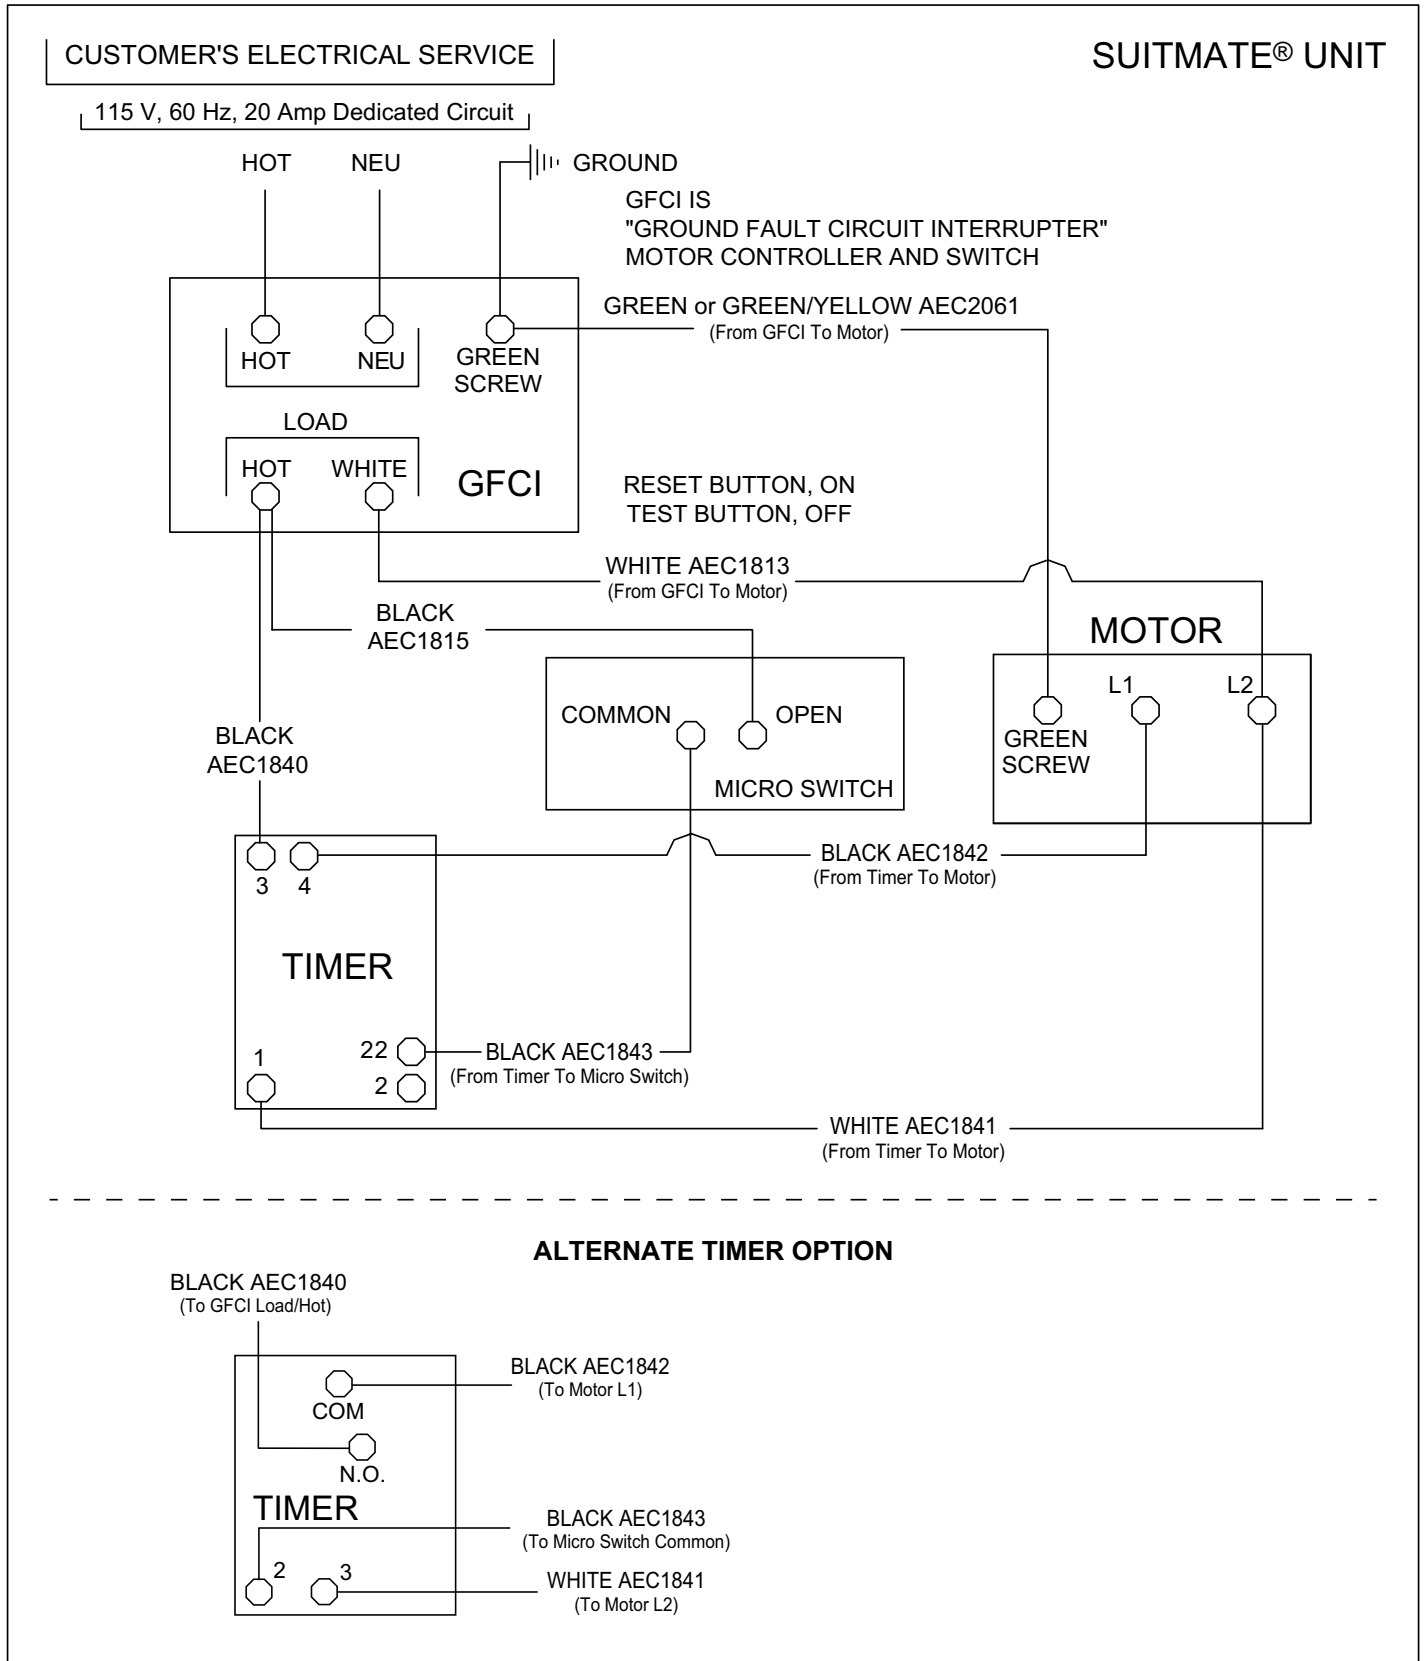 CUSTOMER'S ELECTRICAL SERVICE
SUITMATE® UNIT
115 V, 60 Hz, 20 Amp Dedicated Circuit
HOT
NEU
GROUND
GFCI IS
"GROUND FAULT CIRCUIT INTERRUPTER"
MOTOR CONTROLLER AND SWITCH
GREEN or GREEN/YELLOW AEC2061
(From GFCI To Motor)
HOT
NEU
GREEN
SCREW
LOAD
HOT
WHITE
GFCI
RESET BUTTON, ON
TEST BUTTON, OFF
WHITE AEC1813
(From GFCI To Motor)
BLACK
AEC1815
MOTOR
COMMON
OPEN
MICRO SWITCH
L1
L2
GREEN
SCREW
BLACK
AEC1840
3
4
BLACK AEC1842
(From Timer To Motor)
TIMER
1
22
2
BLACK AEC1843
(From Timer To Micro Switch)
WHITE AEC1841
(From Timer To Motor)
ALTERNATE TIMER OPTION
BLACK AEC1840
(To GFCI Load/Hot)
BLACK AEC1842
(To Motor L1)
COM
N.O.
TIMER
BLACK AEC1843
(To Micro Switch Common)
2
3
WHITE AEC1841
(To Motor L2)